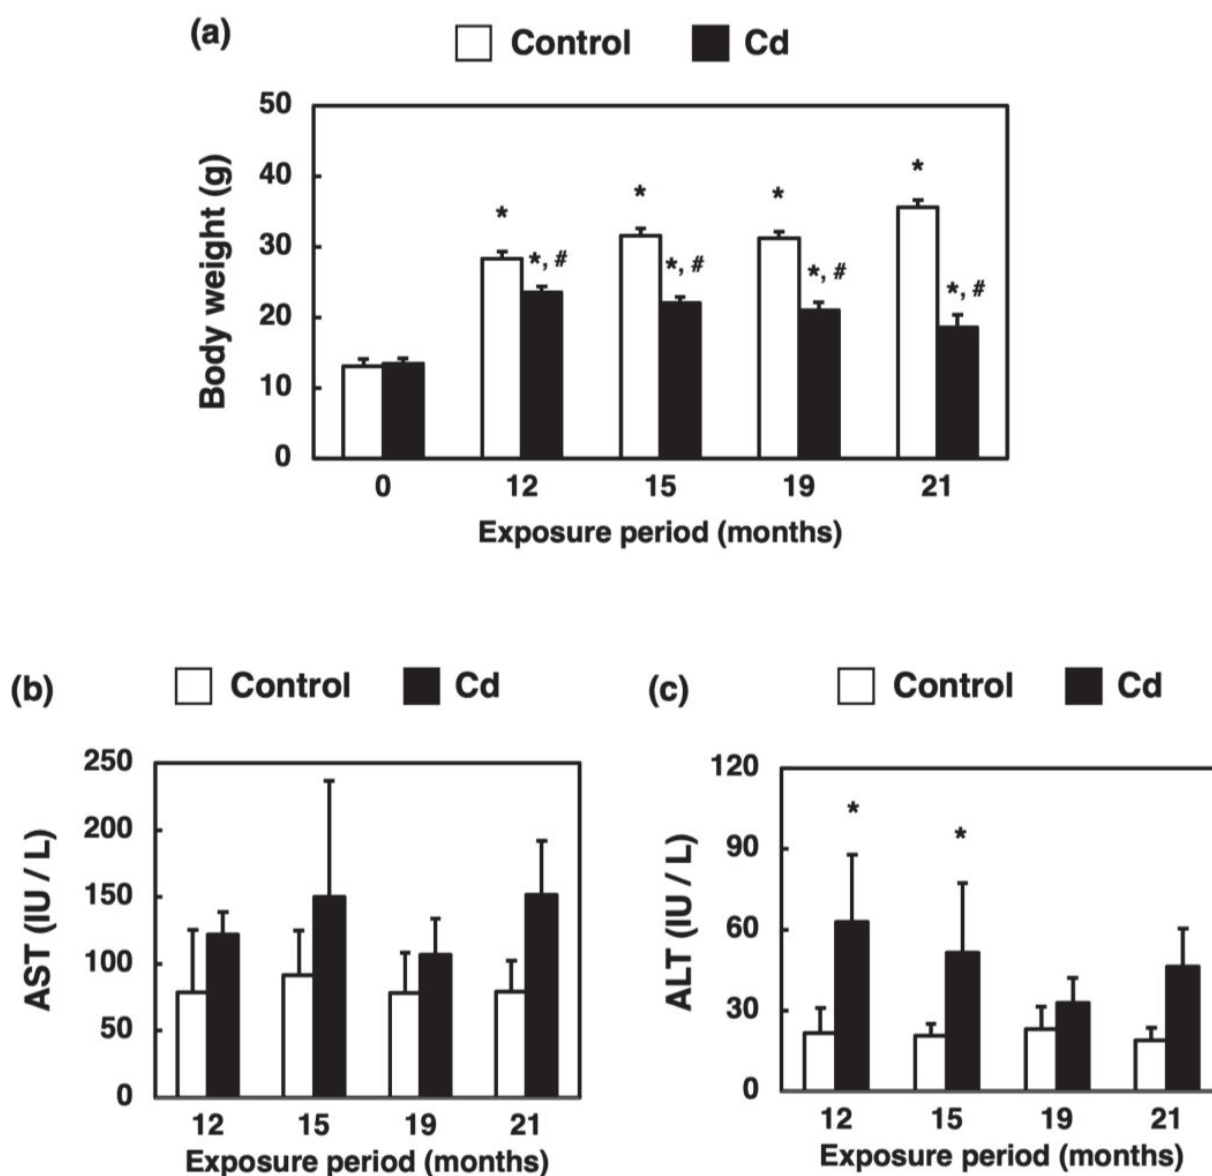 (a)
Control Cd
Body weight (g)
50
40
30
20
10
0
*
*
*
*
*, #
*, #
*, #
*, #
0 12 15 19 21
Exposure period (months)
(b)
Control Cd
AST (IU / L)
250
200
150
100
50
0
12 15 19 21
Exposure period (months)
(c)
Control Cd
ALT (IU / L)
120
90
60
30
0
*
*
12 15 19 21
Exposure period (months)